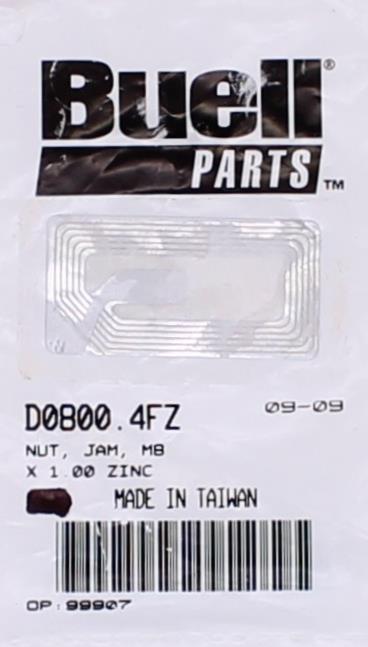 Buell®
PARTS™
D0800.4FZ
09-09
NUT, JAM, M8
X 1.00 ZINC
MADE IN TAIWAN
OP:99907